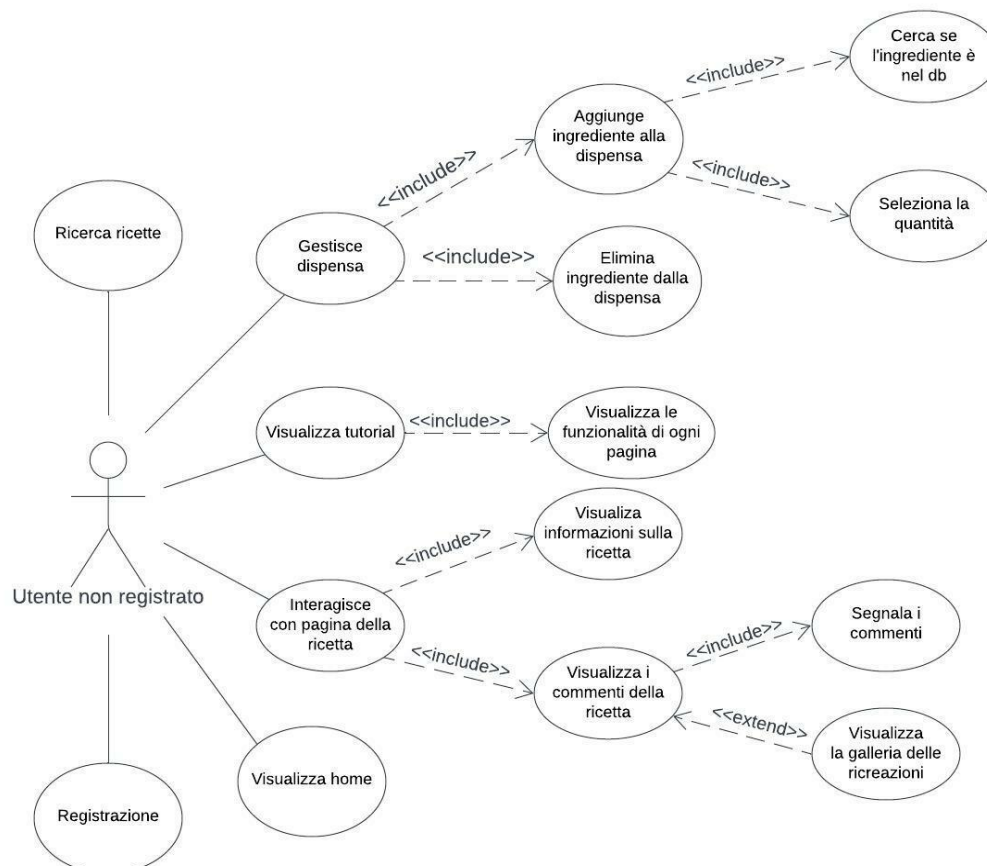 Cerca se
l'ingrediente è
nel db
<<include>>
Aggiunge
ingrediente alla
dispensa
<<include>>
<<include>>
Seleziona la
quantità
Ricerca ricette
Gestisce
dispensa
<<include>>
Elimina
ingrediente dalla
dispensa
Visualizza tutorial
<<include>>
Visualizza le
funzionalità di ogni
pagina
Visualiza
informazioni sulla
ricetta
<<include>>
Utente non registrato
Interagisce
con pagina della
ricetta
<<include>>
Visualizza i
commenti della
ricetta
<<include>>
Segnala i
commenti
<<extend>>
Visualizza
la galleria delle
ricreazioni
Visualizza home
Registrazione